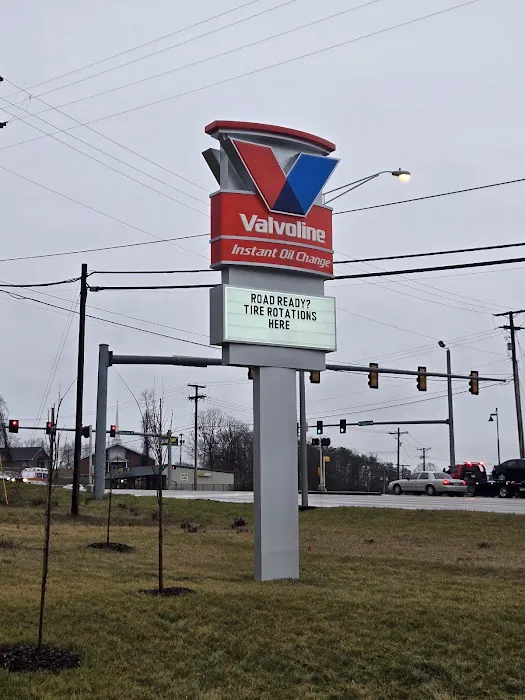 Valvoline
Instant Oil Change
ROAD READY?
TIRE ROTATIONS
HERE